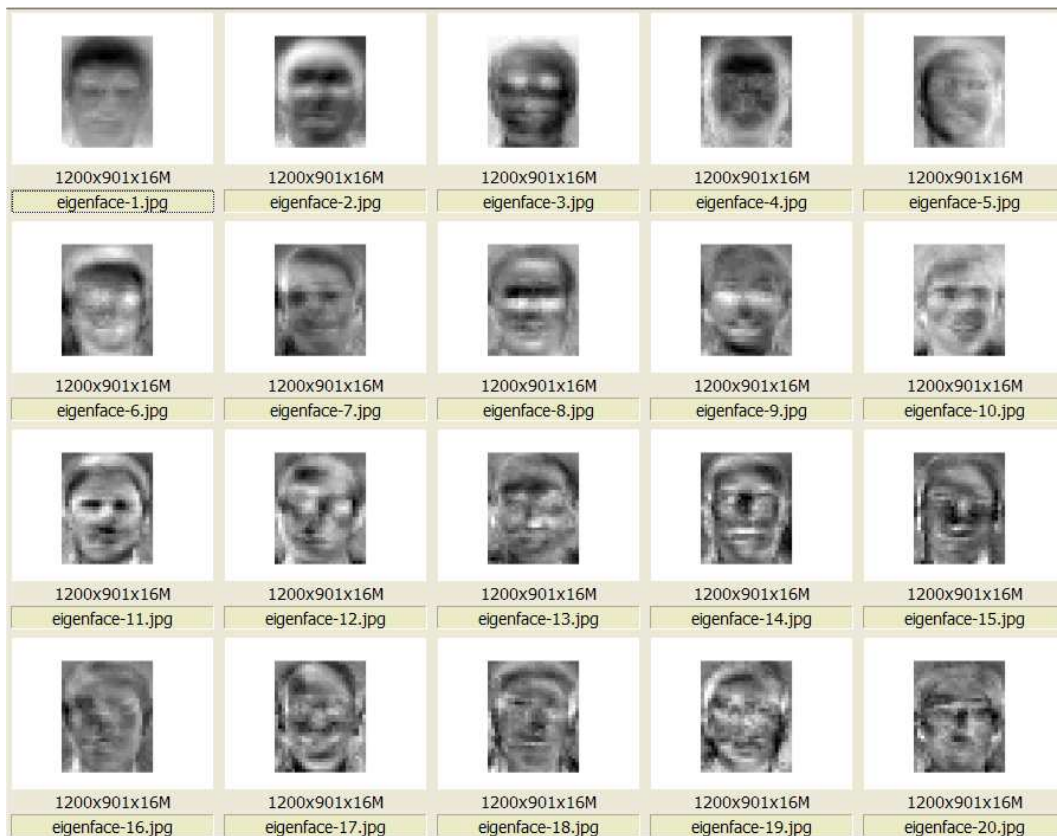 1200x901x16M 1200x901x16M 1200x901x16M 1200x901x16M 1200x901x16M
eigenface-1.jpg eigenface-2.jpg eigenface-3.jpg eigenface-4.jpg eigenface-5.jpg
1200x901x16M 1200x901x16M 1200x901x16M 1200x901x16M 1200x901x16M
eigenface-6.jpg eigenface-7.jpg eigenface-8.jpg eigenface-9.jpg eigenface-10.jpg
1200x901x16M 1200x901x16M 1200x901x16M 1200x901x16M 1200x901x16M
eigenface-11.jpg eigenface-12.jpg eigenface-13.jpg eigenface-14.jpg eigenface-15.jpg
1200x901x16M 1200x901x16M 1200x901x16M 1200x901x16M 1200x901x16M
eigenface-16.jpg eigenface-17.jpg eigenface-18.jpg eigenface-19.jpg eigenface-20.jpg